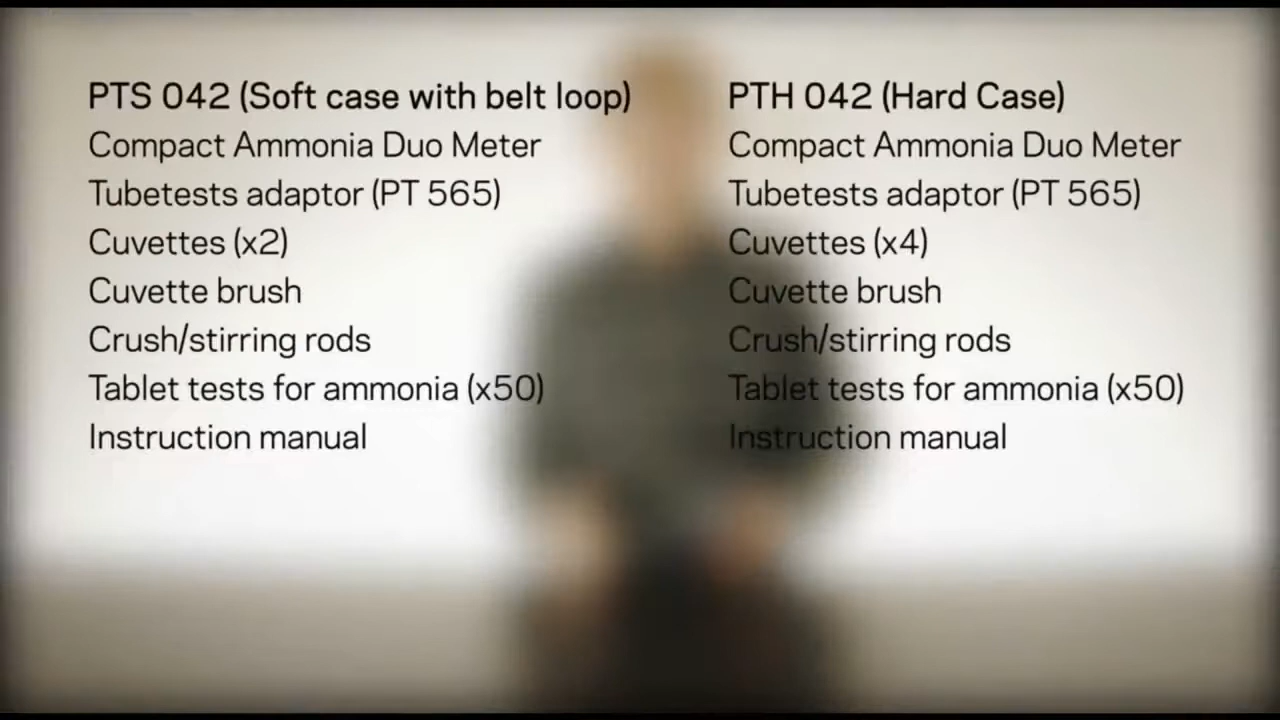 PTS 042 (Soft case with belt loop)
Compact Ammonia Duo Meter
Tubetests adaptor (PT 565)
Cuvettes (x2)
Cuvette brush
Crush/stirring rods
Tablet tests for ammonia (x50)
Instruction manual
PTH 042 (Hard Case)
Compact Ammonia Duo Meter
Tubetests adaptor (PT 565)
Cuvettes (x4)
Cuvette brush
Crush/stirring rods
Tablet tests for ammonia (x50)
Instruction manual